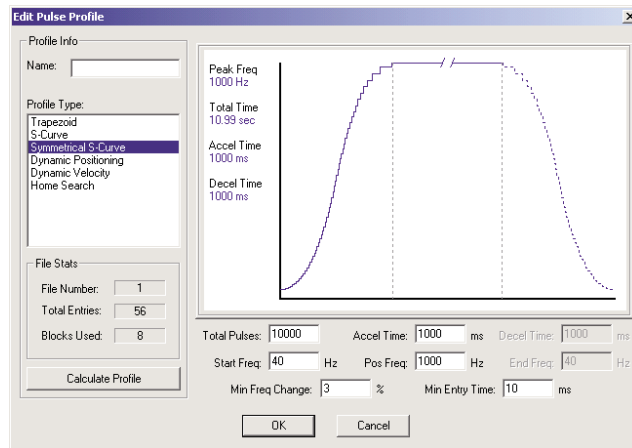 Edit Pulse Profile
Profile Info
Name:
Profile Type:
Trapezoid
S-Curve
Symmetrical S-Curve
Dynamic Positioning
Dynamic Velocity
Home Search
File Stats
File Number: 1
Total Entries: 56
Blocks Used: 8
Calculate Profile
Peak Freq
1000 Hz
Total Time
10.99 sec
Accel Time
1000 ms
Decel Time
1000 ms
Total Pulses: 10000 Accel Time: 1000 ms Decel Time: 1000 ms
Start Freq: 40 Hz Pos Freq: 1000 Hz End Freq: 40 Hz
Min Freq Change: 3 % Min Entry Time: 10 ms
OK Cancel